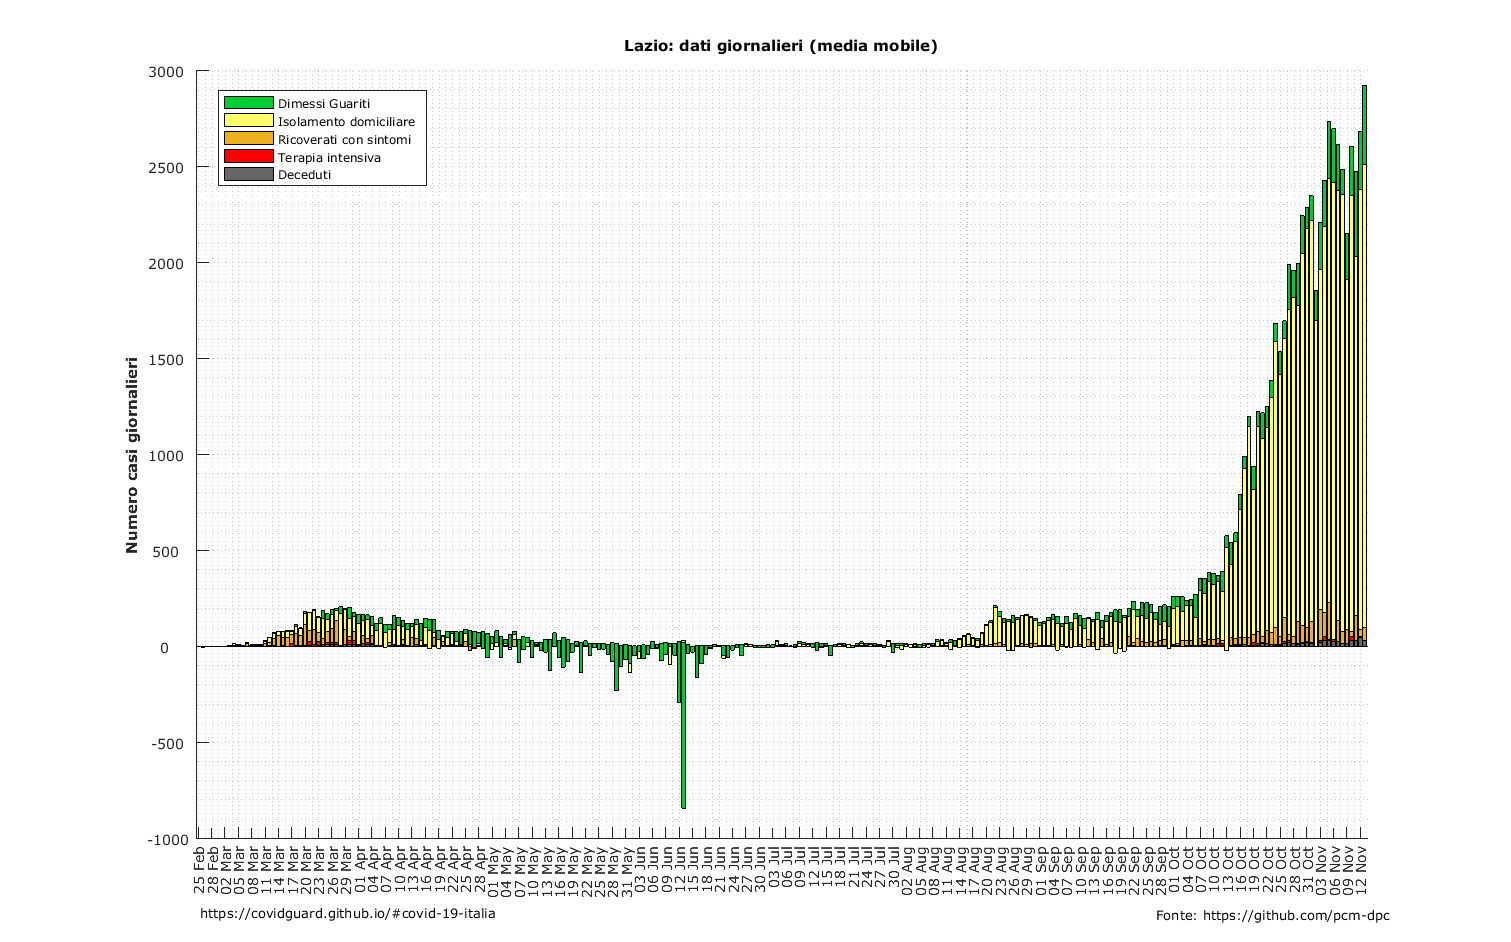 Lazio: dati giornalieri (media mobile)
3000
2500
2000
1500
1000
500
0
-500
-1000
Numero casi giornalieri
Dimessi Guariti
Isolamento domiciliare
Ricoverati con sintomi
Terapia intensiva
Deceduti
25 Feb
28 Feb
02 Mar
05 Mar
08 Mar
11 Mar
14 Mar
17 Mar
20 Mar
23 Mar
26 Mar
29 Mar
01 Apr
04 Apr
07 Apr
10 Apr
13 Apr
16 Apr
19 Apr
22 Apr
25 Apr
28 Apr
01 May
04 May
07 May
10 May
13 May
16 May
19 May
22 May
25 May
28 May
31 May
03 Jun
06 Jun
09 Jun
12 Jun
15 Jun
18 Jun
21 Jun
24 Jun
27 Jun
30 Jun
03 Jul
06 Jul
09 Jul
12 Jul
15 Jul
18 Jul
21 Jul
24 Jul
27 Jul
30 Jul
02 Aug
05 Aug
08 Aug
11 Aug
14 Aug
17 Aug
20 Aug
23 Aug
26 Aug
29 Aug
01 Sep
04 Sep
07 Sep
10 Sep
13 Sep
16 Sep
19 Sep
22 Sep
25 Sep
28 Sep
01 Oct
04 Oct
07 Oct
10 Oct
13 Oct
16 Oct
19 Oct
22 Oct
25 Oct
28 Oct
31 Oct
03 Nov
06 Nov
09 Nov
12 Nov
https://covidguard.github.io/#covid-19-italia
Fonte: https://github.com/pcm-dpc